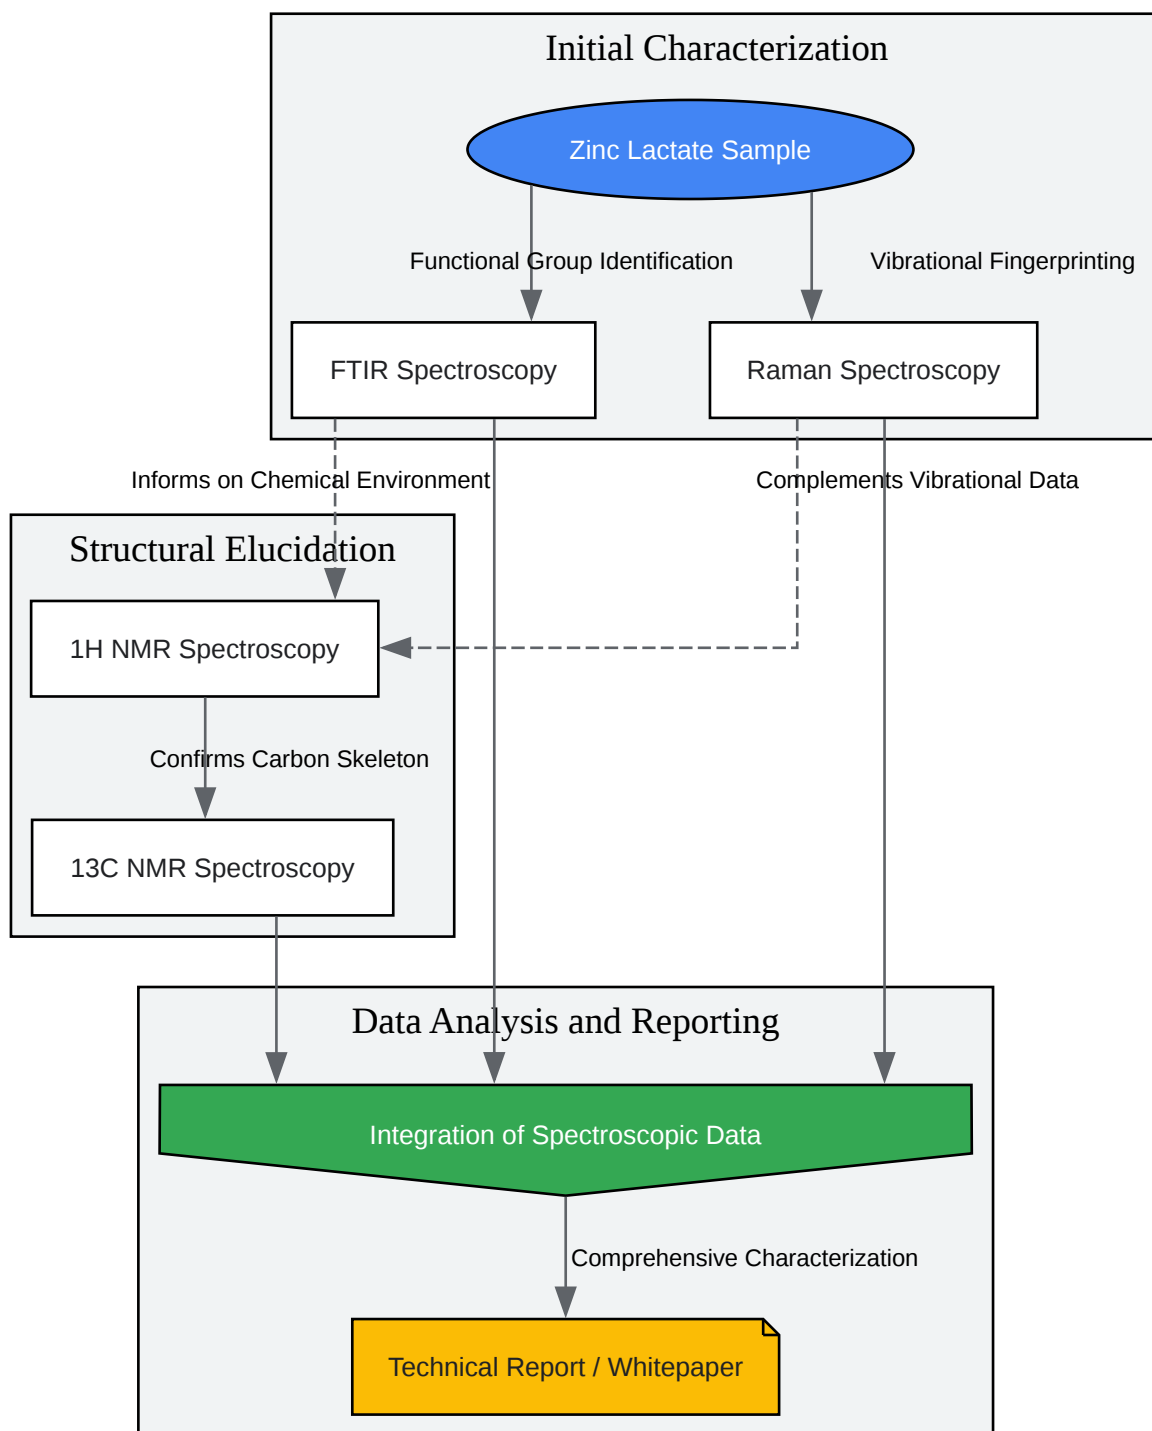 Initial Characterization
Zinc Lactate Sample
Functional Group Identification
Vibrational Fingerprinting
FTIR Spectroscopy
Raman Spectroscopy
Informs on Chemical Environment
Complements Vibrational Data
Structural Elucidation
1H NMR Spectroscopy
Confirms Carbon Skeleton
13C NMR Spectroscopy
Data Analysis and Reporting
Integration of Spectroscopic Data
Comprehensive Characterization
Technical Report / Whitepaper